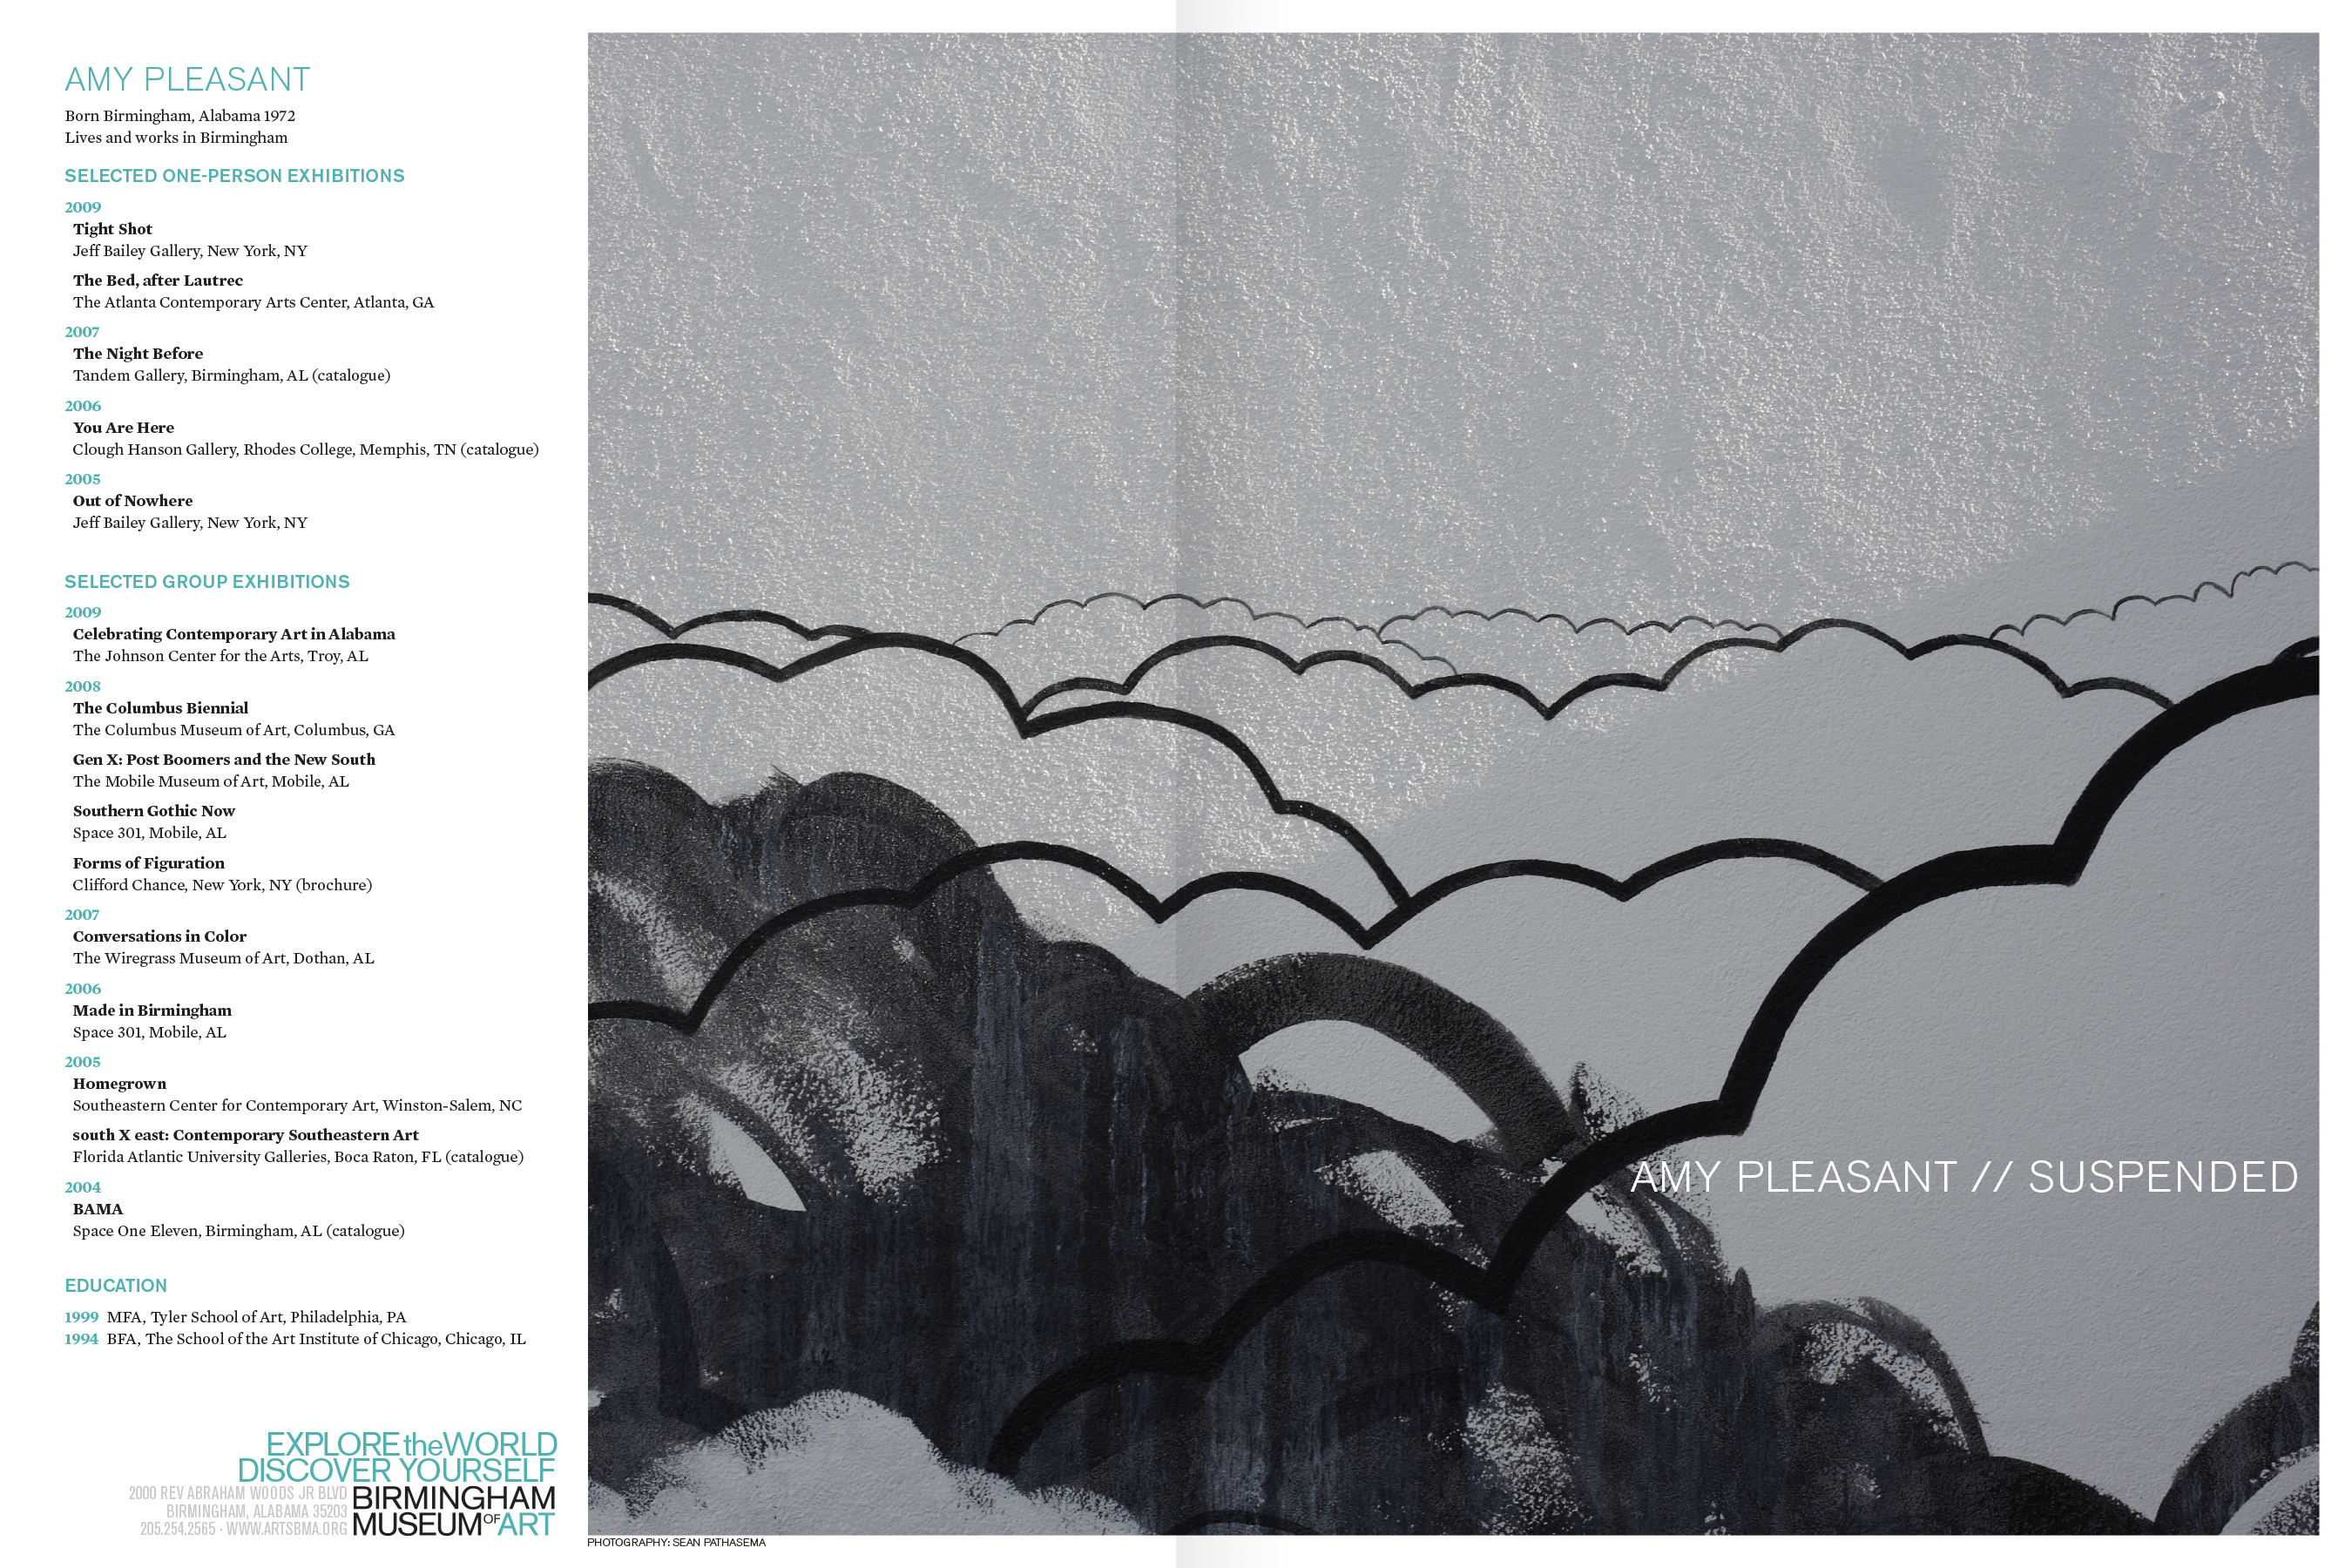 AMY PLEASANT
Born Birmingham, Alabama 1972
Lives and works in Birmingham
SELECTED ONE-PERSON EXHIBITIONS
2009
Tight Shot
Jeff Bailey Gallery, New York, NY
The Bed, after Lautrec
The Atlanta Contemporary Arts Center, Atlanta, GA
2007
The Night Before
Tandem Gallery, Birmingham, AL (catalogue)
2006
You Are Here
Clough Hanson Gallery, Rhodes College, Memphis, TN (catalogue)
2005
Out of Nowhere
Jeff Bailey Gallery, New York, NY
SELECTED GROUP EXHIBITIONS
2009
Celebrating Contemporary Art in Alabama
The Johnson Center for the Arts, Troy, AL
2008
The Columbus Biennial
The Columbus Museum of Art, Columbus, GA
Gen X: Post Boomers and the New South
The Mobile Museum of Art, Mobile, AL
Southern Gothic Now
Space 301, Mobile, AL
Forms of Figuration
Clifford Chance, New York, NY (brochure)
2007
Conversations in Color
The Wiregrass Museum of Art, Dothan, AL
2006
Made in Birmingham
Space 301, Mobile, AL
2005
Homegrown
Southeastern Center for Contemporary Art, Winston-Salem, NC
south X east: Contemporary Southeastern Art
Florida Atlantic University Galleries, Boca Raton, FL (catalogue)
2004
BAMA
Space One Eleven, Birmingham, AL (catalogue)
EDUCATION
1999 MFA, Tyler School of Art, Philadelphia, PA
1994 BFA, The School of the Art Institute of Chicago, Chicago, IL
EXPLORE the WORLD
DISCOVER YOURSELF
2000 REV ABRAHAM WOODS JR BLVD
BIRMINGHAM, ALABAMA 35203
205.254.2565 · WWW.ARTSBMA.ORG
BIRMINGHAM
MUSEUM OF ART
PHOTOGRAPHY: SEAN PATHASEMA
AMY PLEASANT // SUSPENDED